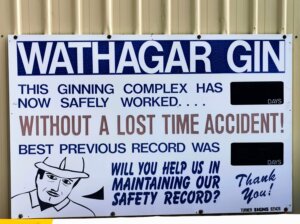 WATHAGAR GIN
THIS GINNING COMPLEX HAS
NOW SAFELY WORKED....
DAYS
WITHOUT A LOST TIME ACCIDENT!
BEST PREVIOUS RECORD WAS
DAYS
WILL YOU HELP US IN
MAINTAINING OUR
SAFETY RECORD?
Thank
You!